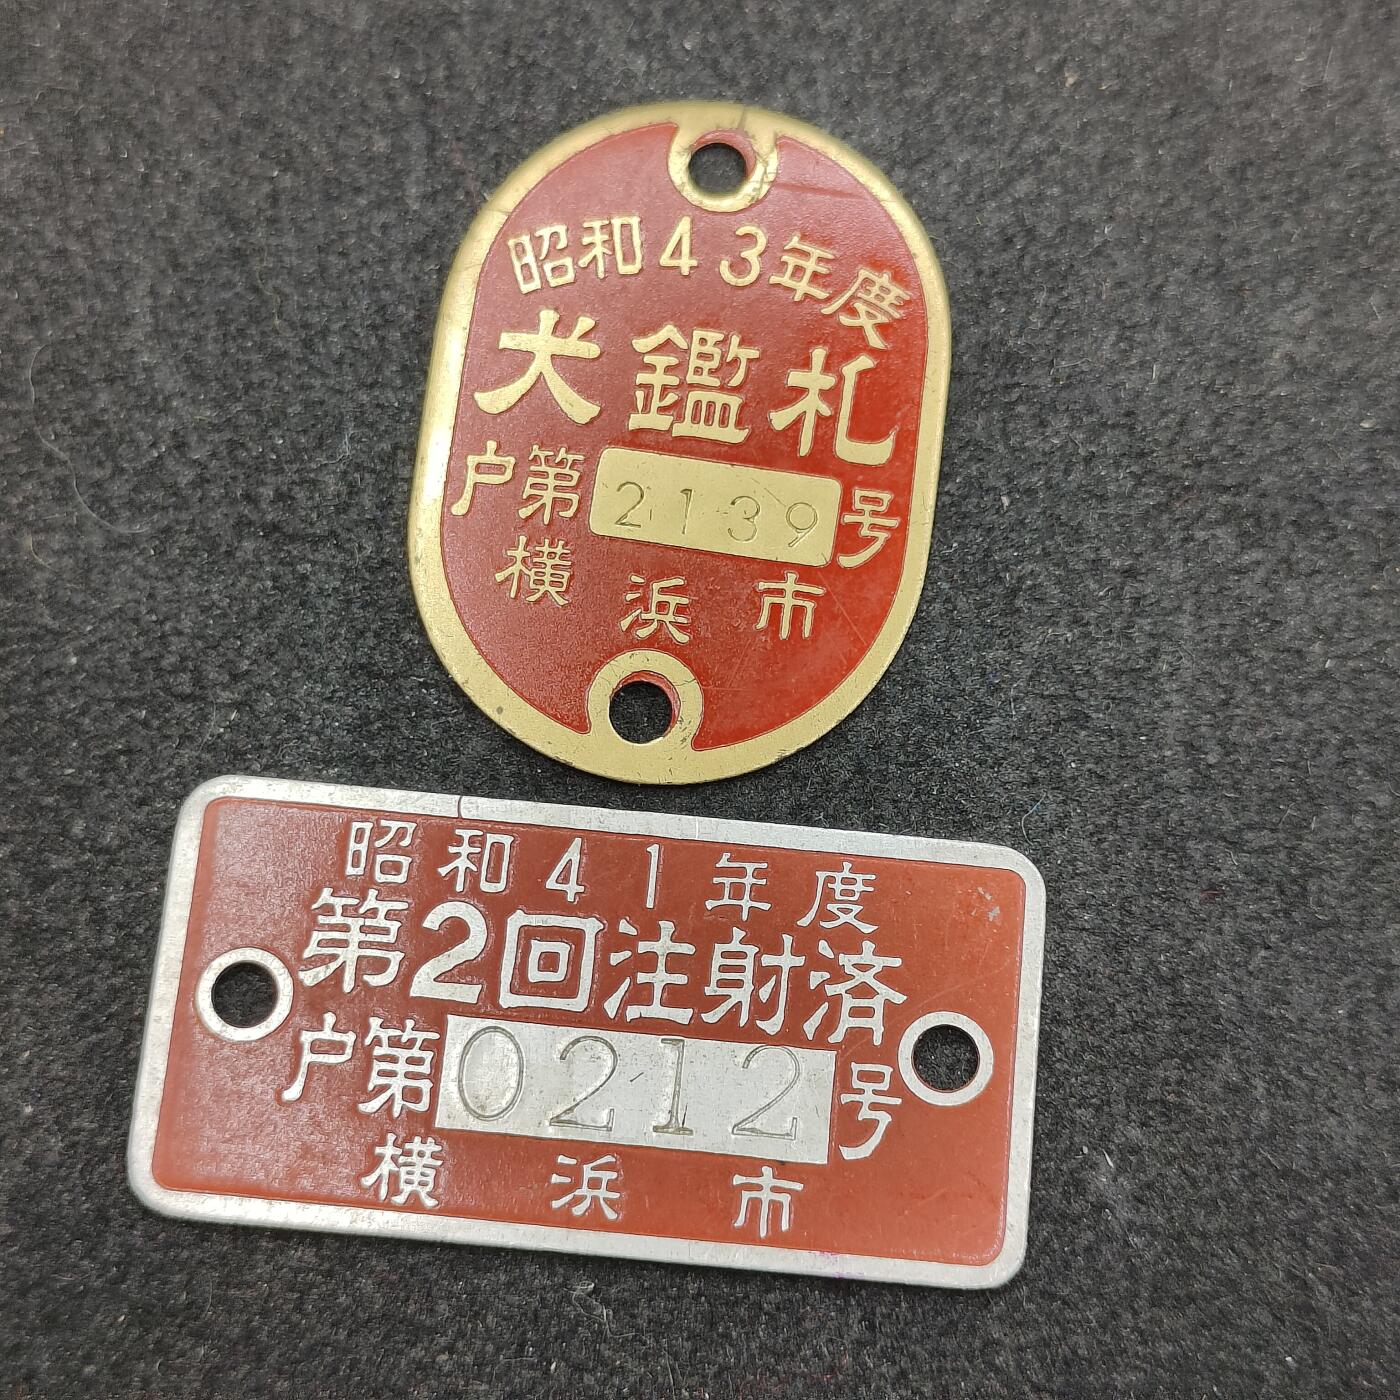 昭和43年度
犬鑑札
戸第2139号
横浜市
昭和41年度
第2回注射済
戸第0212号
横浜市